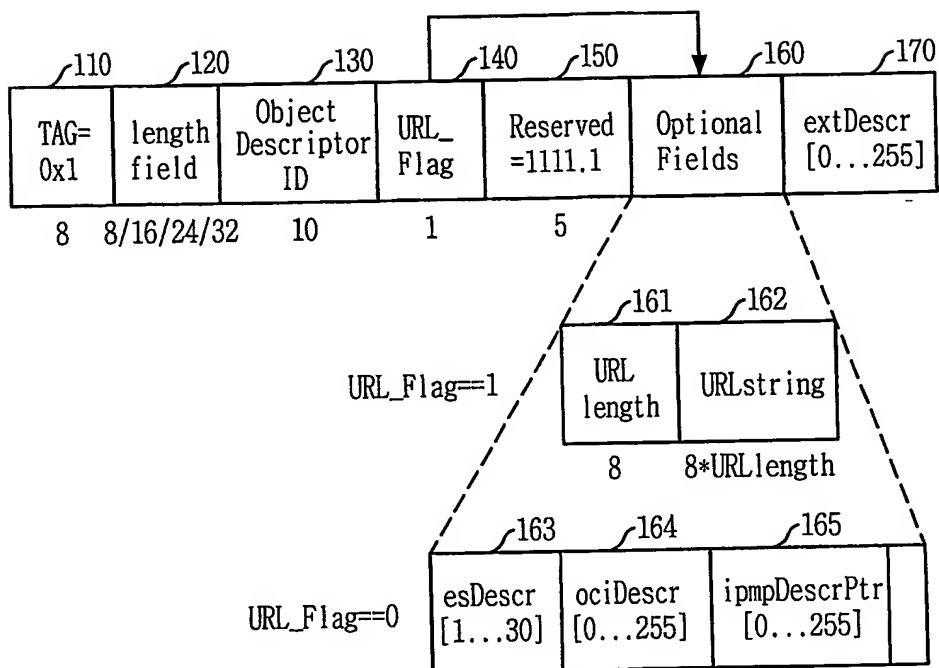 110 120 130 140 150 160 170
TAG=
0x1
length
field
Object
Descriptor
ID
URL_
Flag
Reserved
=1111.1
Optional
Fields
extDescr
[0...255]
8 8/16/24/32 10 1 5
161 162
URL_Flag==1
URL
length
URLstring
8 8*URLlength
163 164 165
URL_Flag==0
esDescr
[1...30]
ociDescr
[0...255]
ipmpDescrPtr
[0...255]